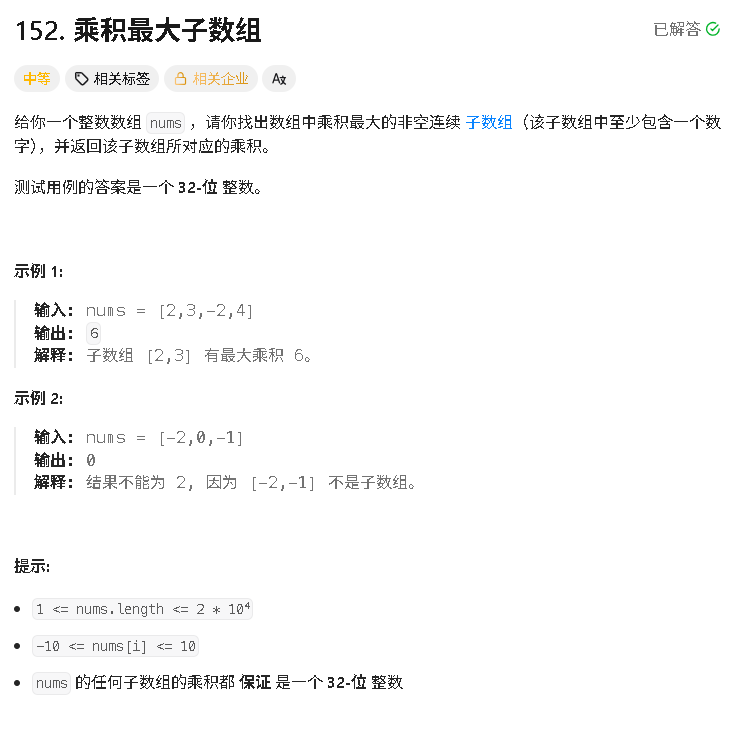 152. 乘积最大子数组
已解答
中等 相关标签 相关企业 Aあ
给你一个整数数组 nums ，请你找出数组中乘积最大的非空连续 子数组（该子数组中至少包含一个数
字），并返回该子数组所对应的乘积。
测试用例的答案是一个 32-位 整数。
示例 1:
输入: nums = [2,3,-2,4]
输出: 6
解释: 子数组 [2,3] 有最大乘积 6。
示例 2:
输入: nums = [-2,0,-1]
输出: 0
解释: 结果不能为 2, 因为 [-2,-1] 不是子数组。
提示:
1 <= nums.length <= 2 * 10⁴
-10 <= nums[i] <= 10
nums 的任何子数组的乘积都 保证 是一个 32-位 整数